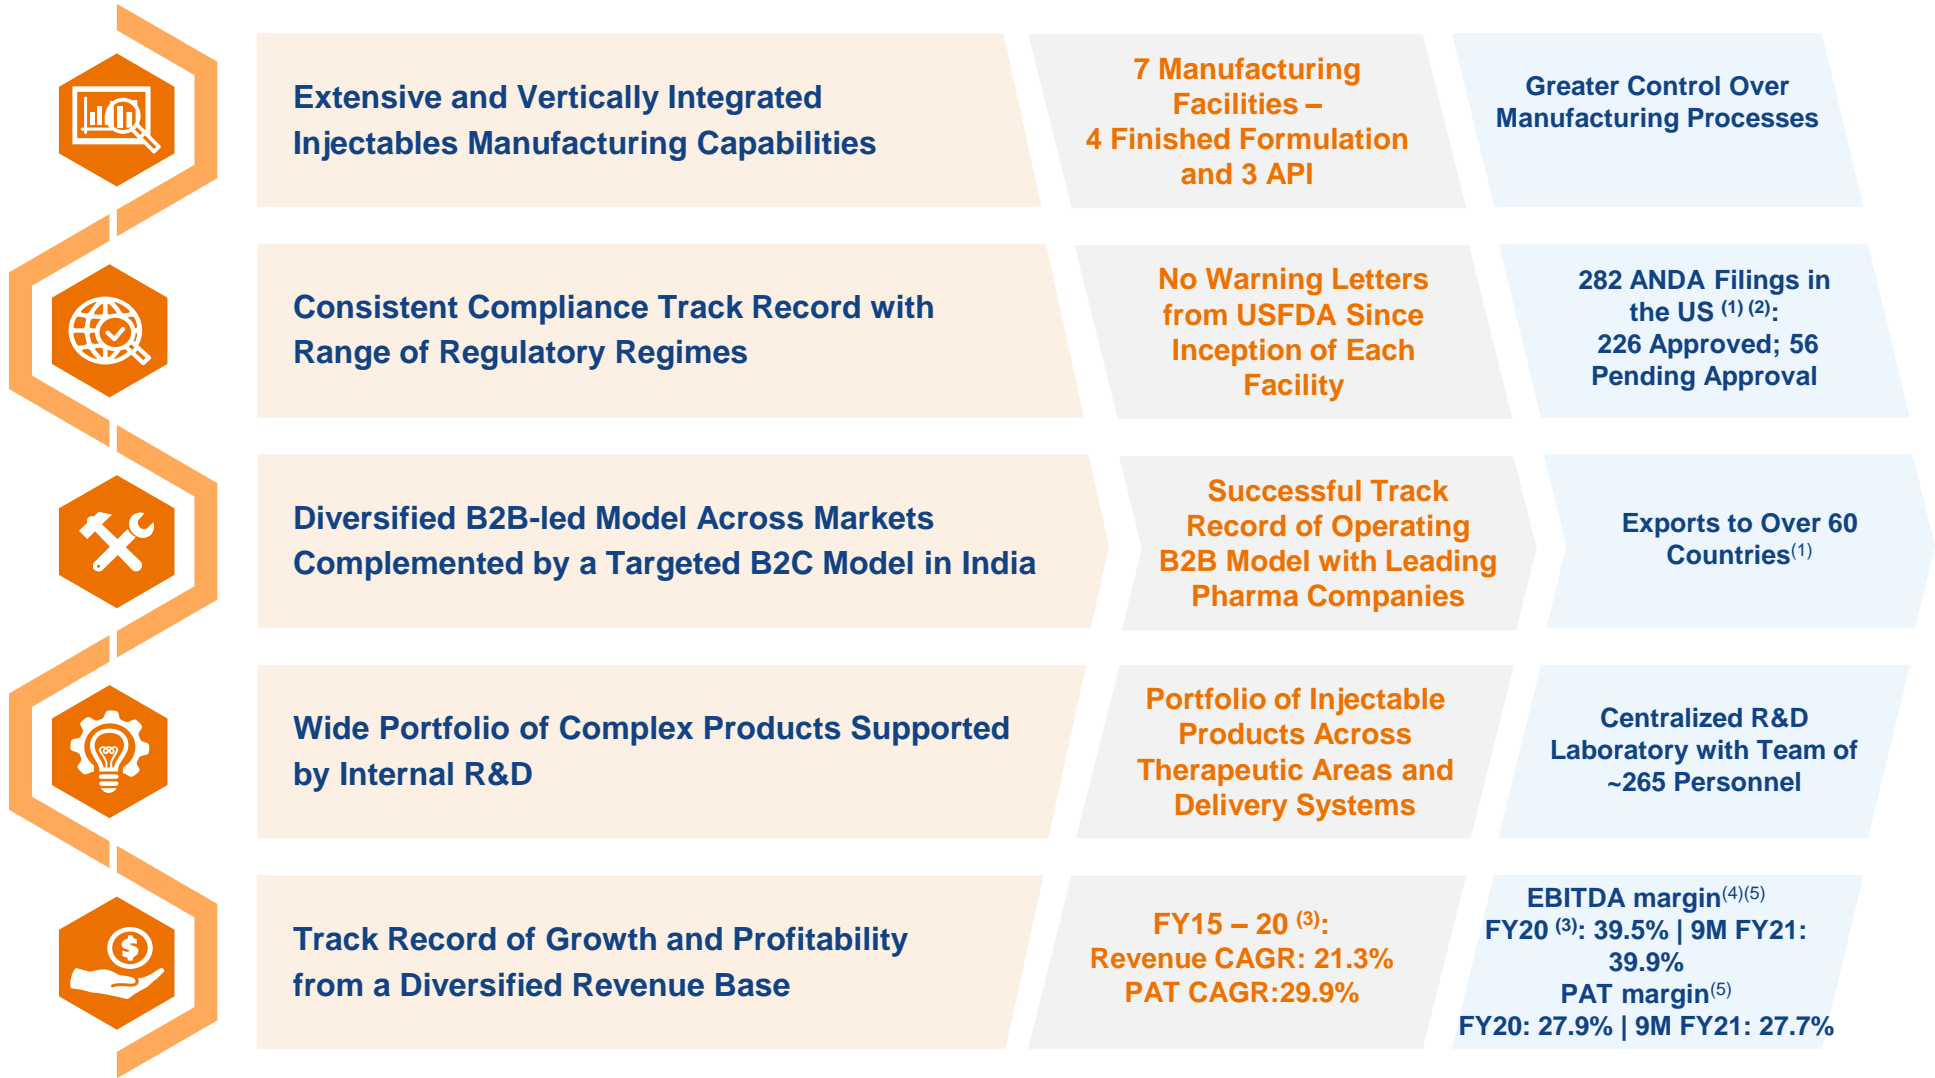 Extensive and Vertically Integrated
Injectables Manufacturing Capabilities
7 Manufacturing
Facilities –
4 Finished Formulation
and 3 API
Greater Control Over
Manufacturing Processes
Consistent Compliance Track Record with
Range of Regulatory Regimes
No Warning Letters
from USFDA Since
Inception of Each
Facility
282 ANDA Filings in
the US (1) (2):
226 Approved; 56
Pending Approval
Diversified B2B-led Model Across Markets
Complemented by a Targeted B2C Model in India
Successful Track
Record of Operating
B2B Model with Leading
Pharma Companies
Exports to Over 60
Countries(1)
Wide Portfolio of Complex Products Supported
by Internal R&D
Portfolio of Injectable
Products Across
Therapeutic Areas and
Delivery Systems
Centralized R&D
Laboratory with Team of
~265 Personnel
$
Track Record of Growth and Profitability
from a Diversified Revenue Base
FY15 – 20 (3):
Revenue CAGR: 21.3%
PAT CAGR:29.9%
EBITDA margin(4)(5)
FY20 (3): 39.5% | 9M FY21:
39.9%
PAT margin(5)
FY20: 27.9% | 9M FY21: 27.7%